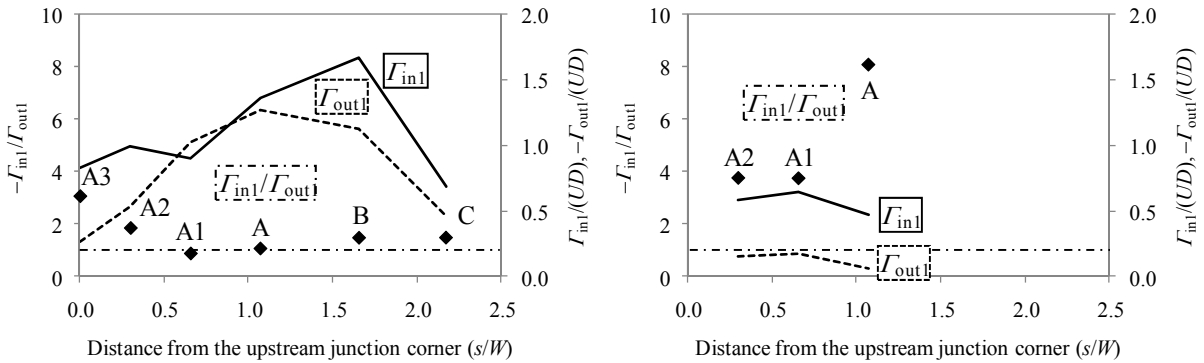 10
8
6
4
2
0
−Γin1/Γout1
2.0
1.5
1.0
0.5
0.0
Γin1/(UD), −Γout1/(UD)
Γin1
Γout1
Γin1/Γout1
A3
A2
A1
A
B
C
0.0 0.5 1.0 1.5 2.0 2.5
Distance from the upstream junction corner (s/W)
10
8
6
4
2
0
−Γin1/Γout1
2.0
1.5
1.0
0.5
0.0
Γin1/(UD), −Γout1/(UD)
Γin1/Γout1
A
A2
A1
Γin1
Γout1
0.0 0.5 1.0 1.5 2.0 2.5
Distance from the upstream junction corner (s/W)